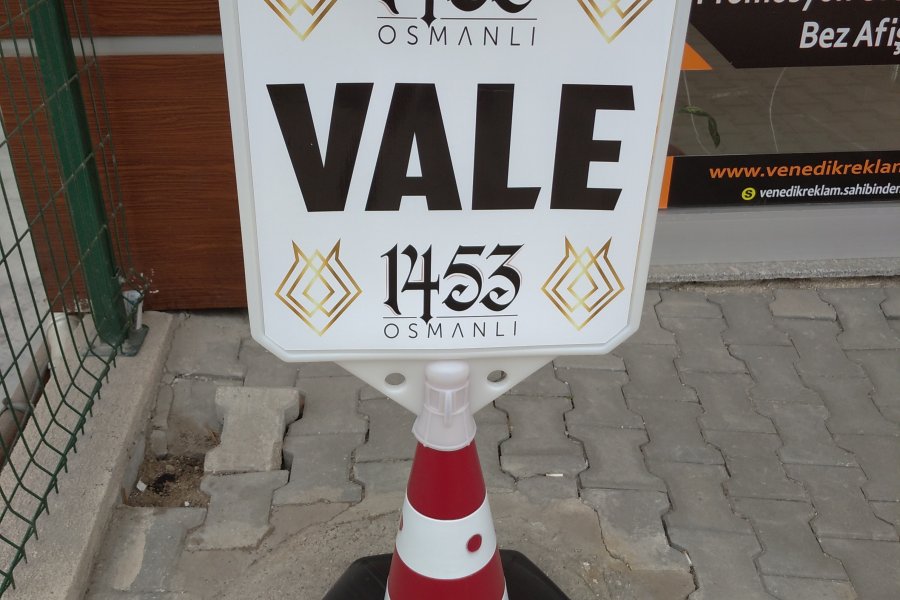 OSMANLI
VALE
1453
OSMANLI
Bez Afiş
www.venedikreklam
venedikreklam.sahibinden